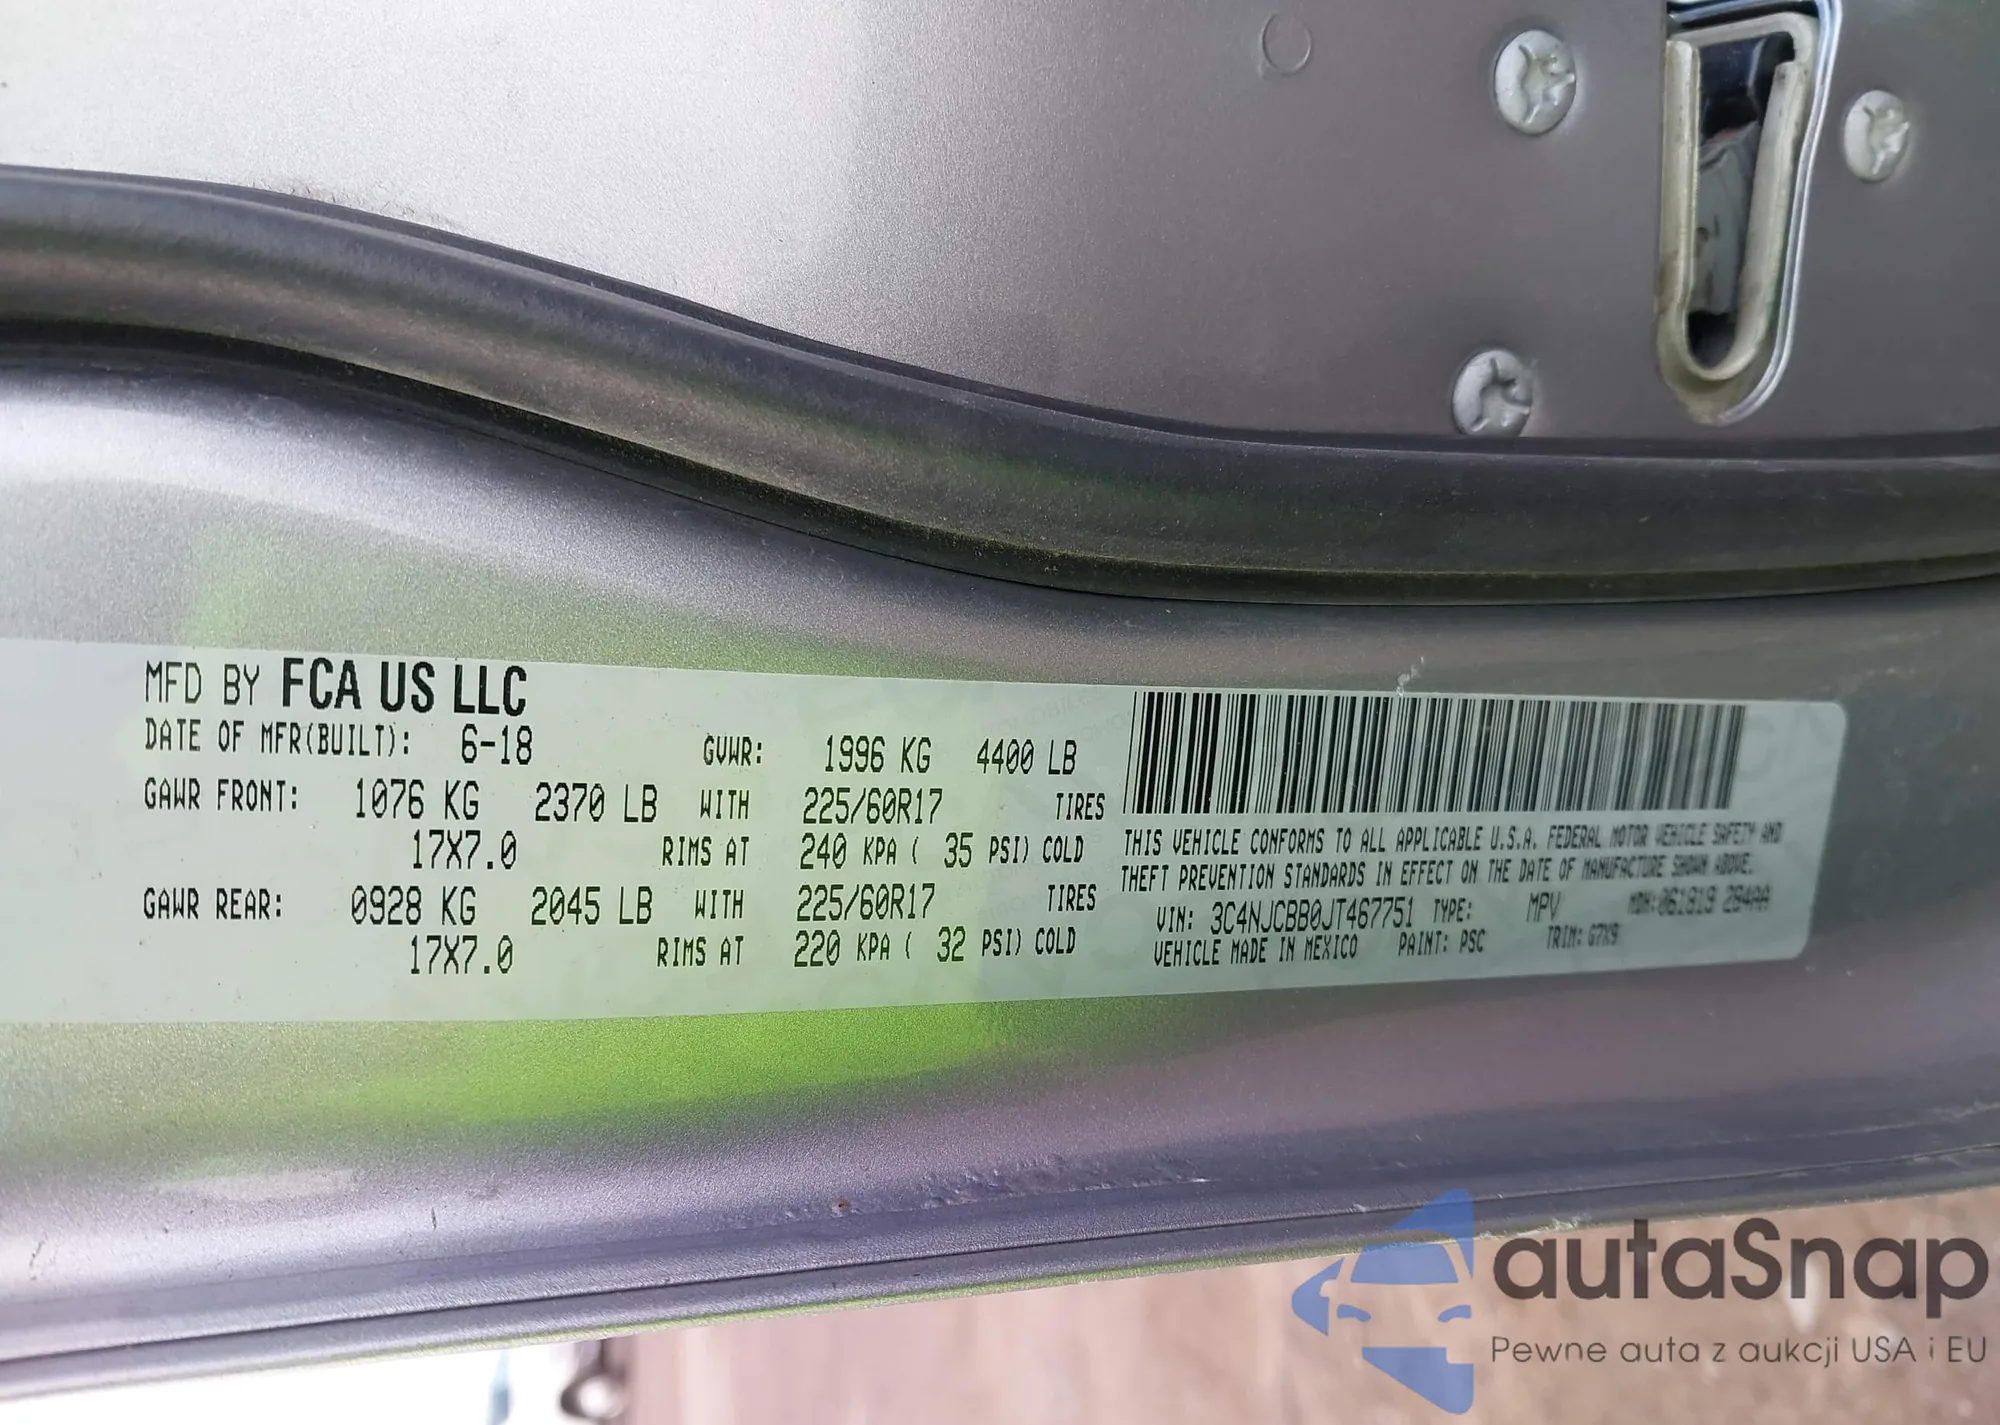 MFD BY FCA US LLC
DATE OF MFR(BUILT): 6-18 GVWR: 1996 KG 4400 LB
GAWR FRONT: 1076 KG 2370 LB WITH 225/60R17 TIRES
17X7.0 RIMS AT 240 KPA ( 35 PSI) COLD
GAWR REAR: 0928 KG 2045 LB WITH 225/60R17 TIRES
17X7.0 RIMS AT 220 KPA ( 32 PSI) COLD
THIS VEHICLE CONFORMS TO ALL APPLICABLE U.S.A. FEDERAL MOTOR VEHICLE SAFETY AND
THEFT PREVENTION STANDARDS IN EFFECT ON THE DATE OF MANUFACTURE SHOWN ABOVE.
VIN: 3C4NJCBB0JT467751 TYPE: MPV MDH:
VEHICLE MADE IN MEXICO PAINT: PSC TRIM: G7X9
autaSnap
Pewne auta z aukcji USA i EU